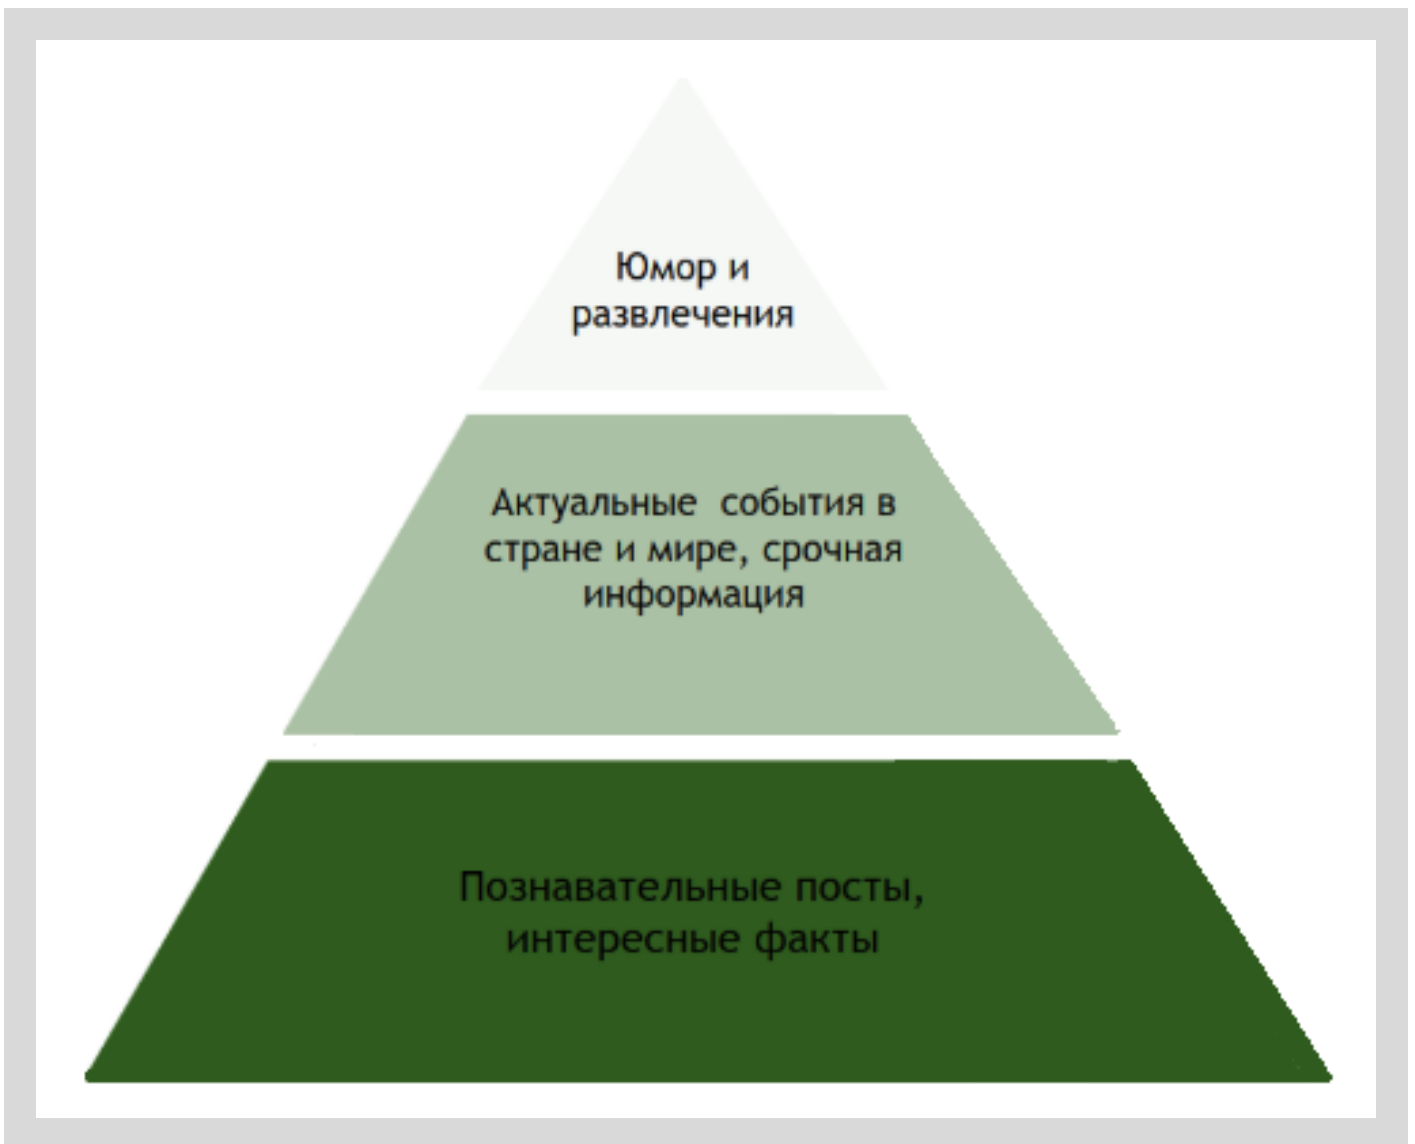 Юмор и
развлечения
Актуальные  события в
стране и мире, срочная
информация
Познавательные посты,
интересные факты